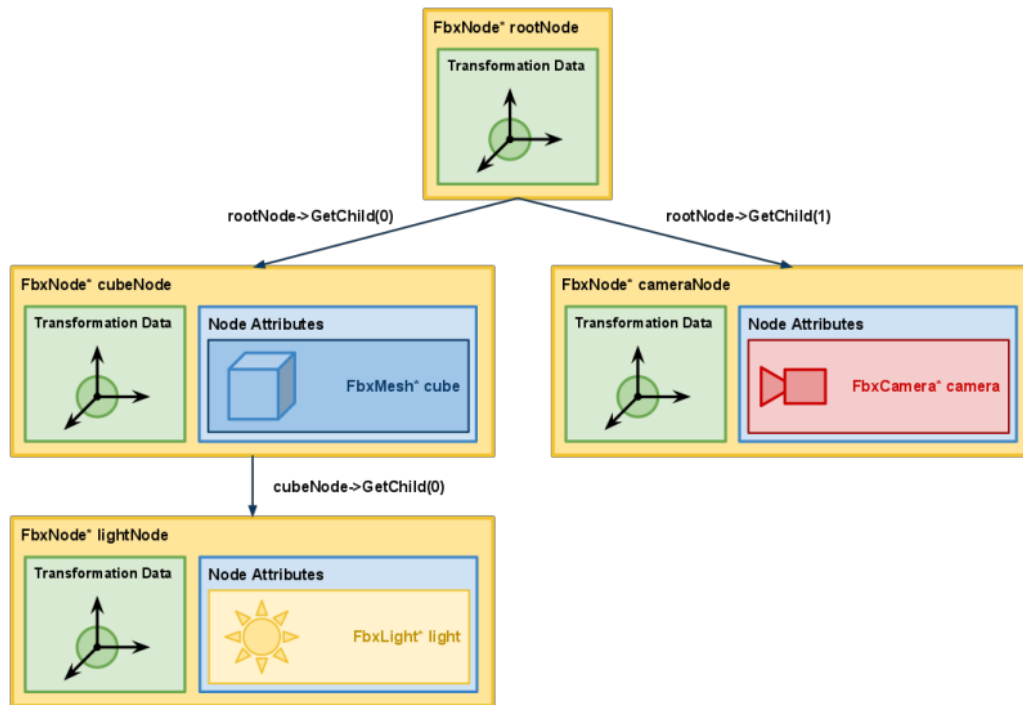 FbxNode* rootNode
Transformation Data
rootNode->GetChild(0)
rootNode->GetChild(1)
FbxNode* cubeNode
Transformation Data
Node Attributes
FbxMesh* cube
FbxNode* cameraNode
Transformation Data
Node Attributes
FbxCamera* camera
cubeNode->GetChild(0)
FbxNode* lightNode
Transformation Data
Node Attributes
FbxLight* light